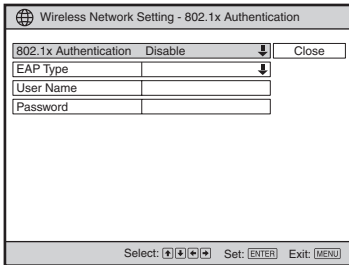 Wireless Network Setting - 802.1x Authentication
802.1x Authentication Disable Close
EAP Type
User Name
Password
Select: Set: ENTER Exit: MENU